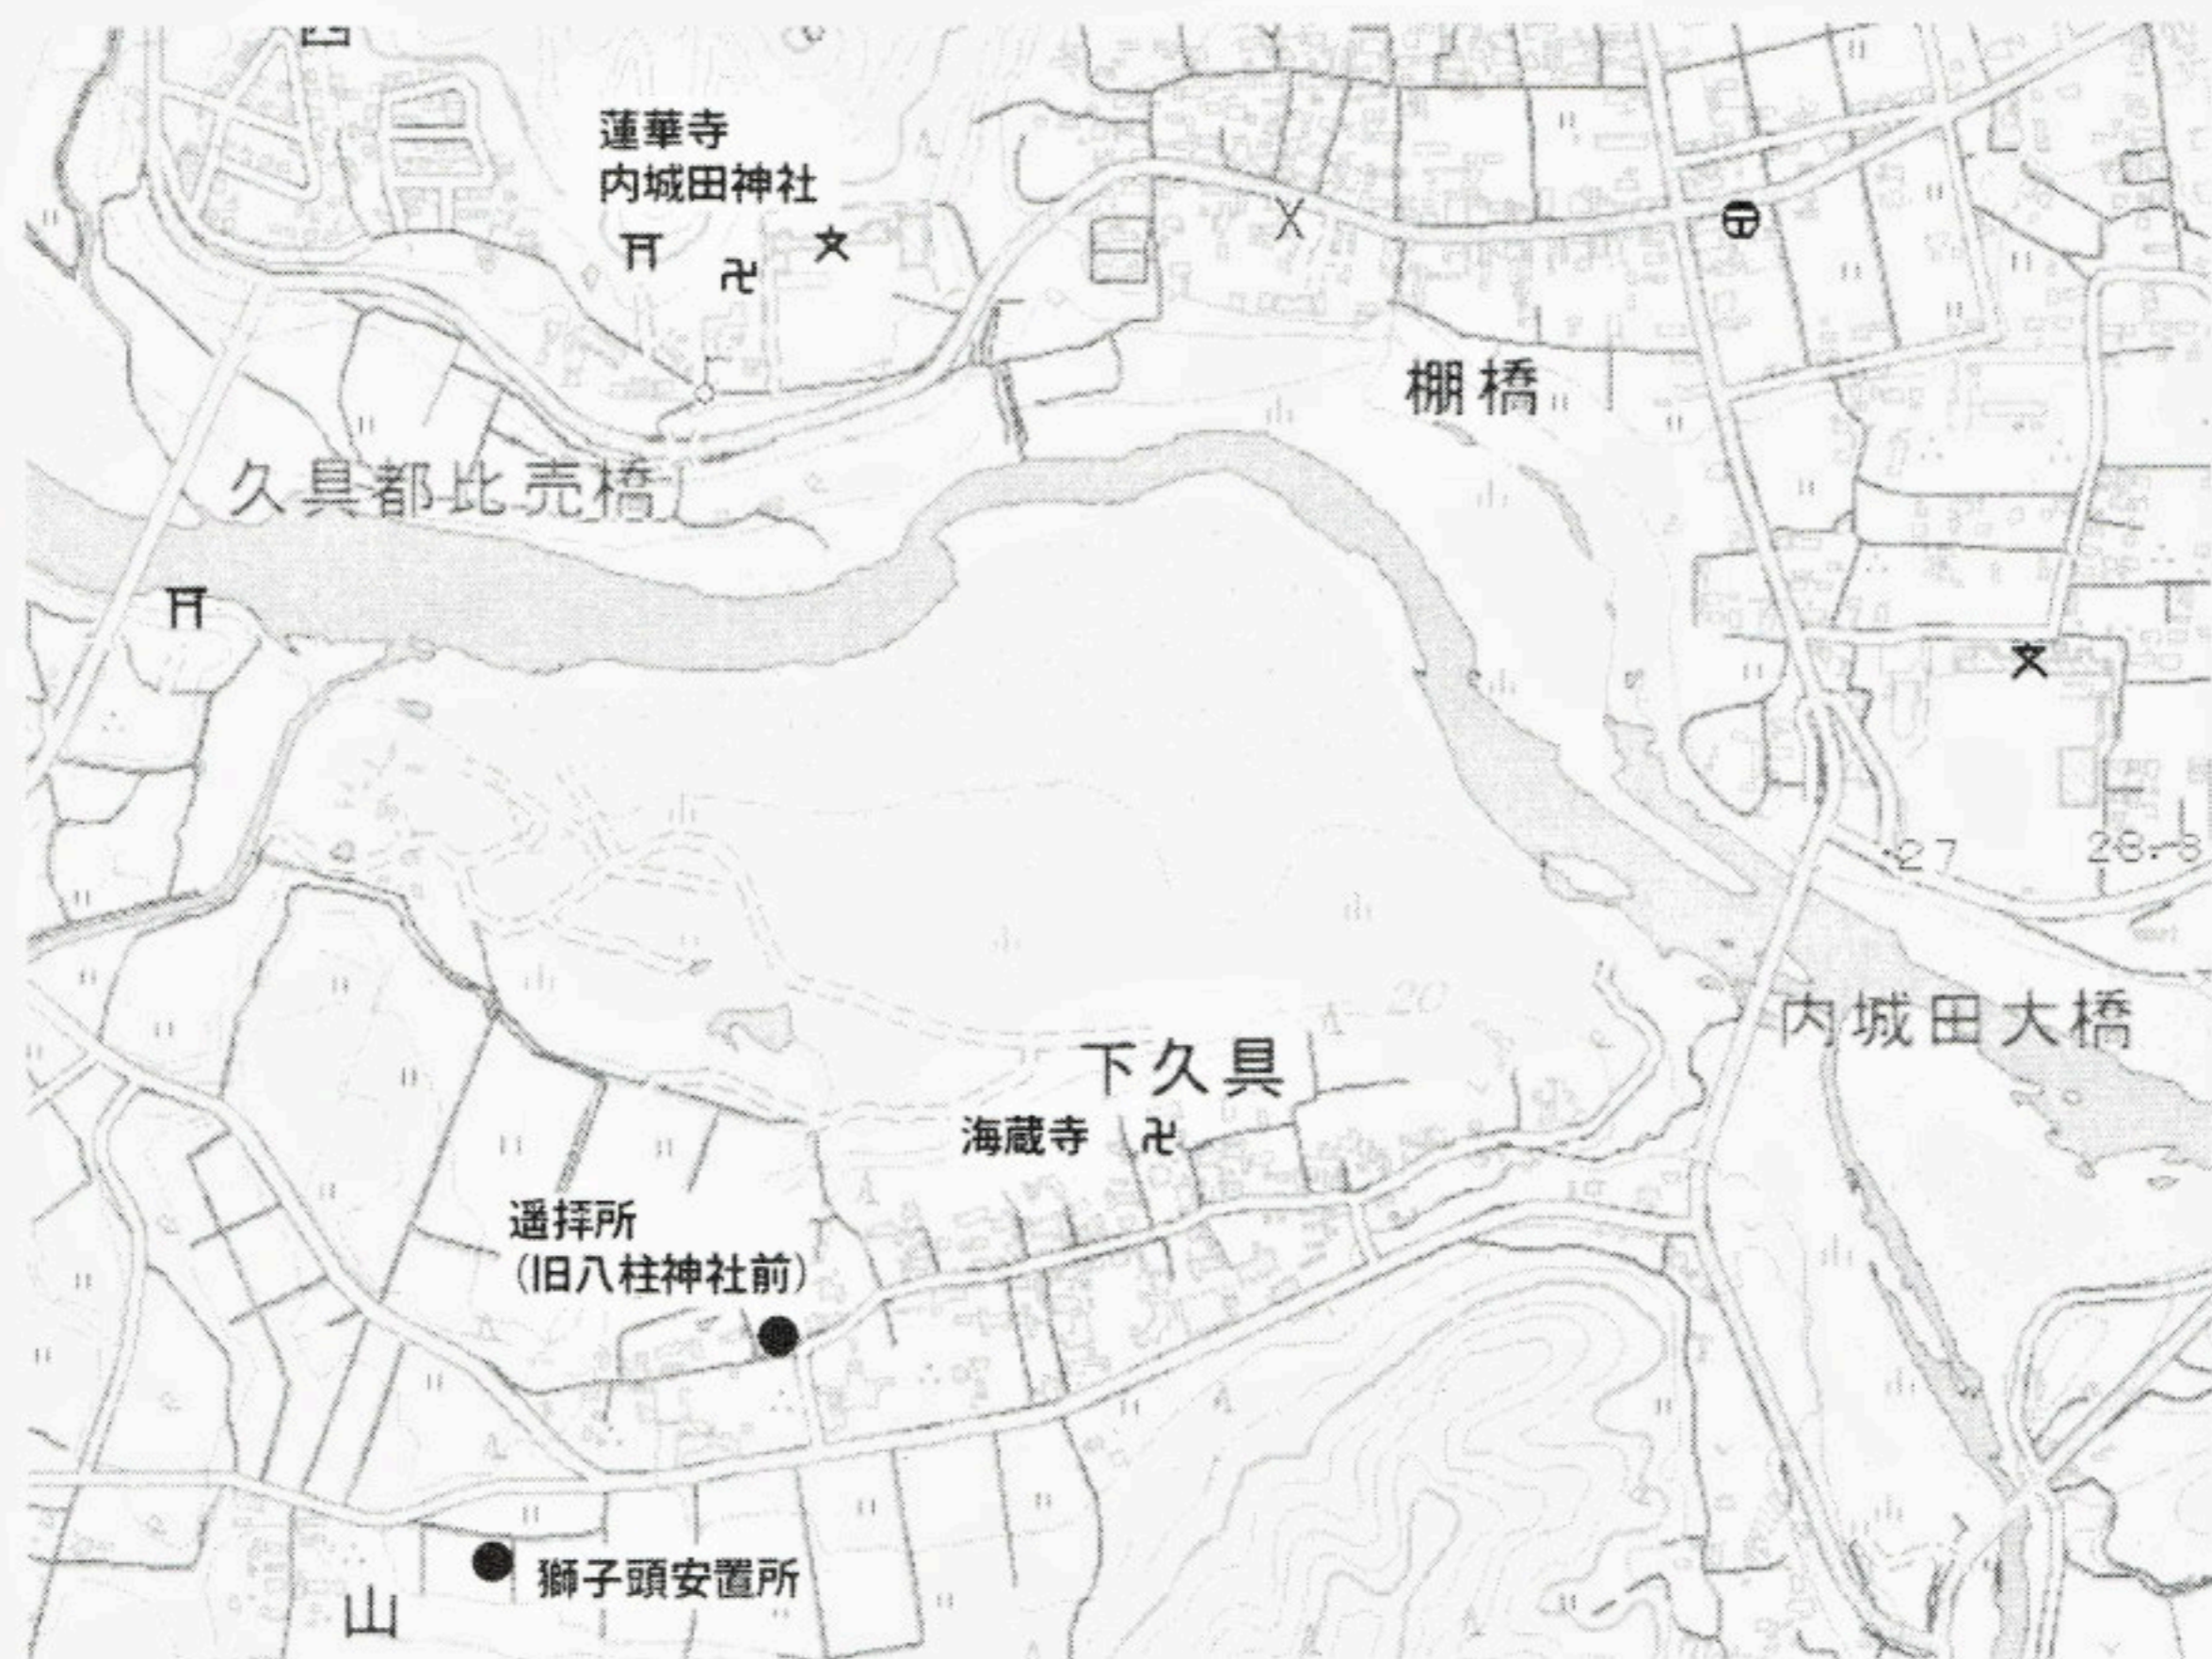 蓮華寺
内城田神社
棚橋
久具都比売橋
27
内城田大橋
20
下久具
海蔵寺
遥拝所
(旧八柱神社前)
獅子頭安置所
山